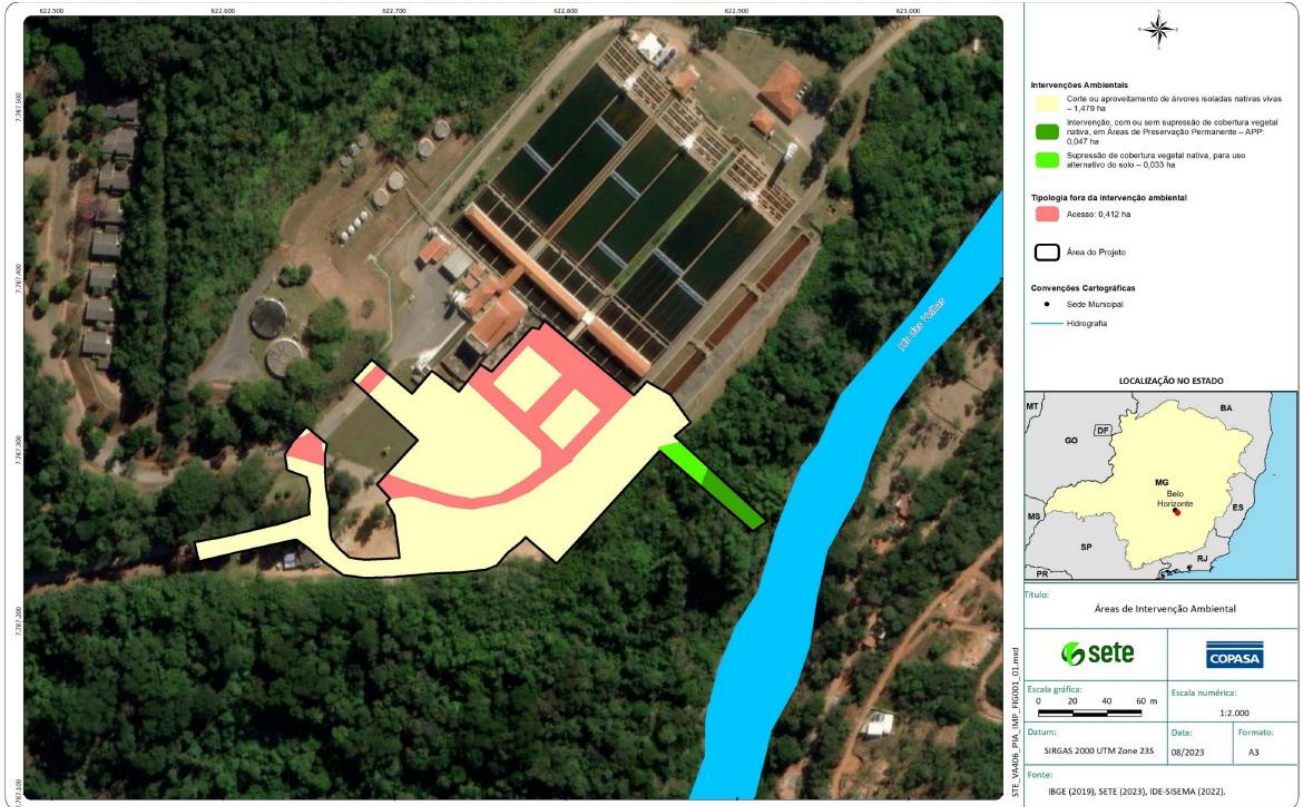 622.500 622.600 622.700 622.800 622.900 623.000
7.787.500
7.787.400
7.787.300
7.787.200
7.787.100
Rio das Velhas
STE_VA406_PIA_IMP_FIG001_01.mxd
Intervenções Ambientais
Corte ou aproveitamento de árvores isoladas nativas vivas
– 1,479 ha
Intervenção, com ou sem supressão de cobertura vegetal
nativa, em Áreas de Preservação Permanente – APP:
0,047 ha
Supressão de cobertura vegetal nativa, para uso
alternativo do solo – 0,033 ha
Tipologia fora da intervenção ambiental
Acesso: 0,412 ha
Área do Projeto
Convenções Cartográficas
Sede Municipal
Hidrografia
LOCALIZAÇÃO NO ESTADO
MT
BA
GO
DF
MG
Belo
Horizonte
MS
ES
SP
RJ
PR
Título:
Áreas de Intervenção Ambiental
sete
COPASA
Escala gráfica:
0 20 40 60 m
Escala numérica:
1:2.000
Datum:
SIRGAS 2000 UTM Zone 23S
Data:
08/2023
Formato:
A3
Fonte:
IBGE (2019), SETE (2023), IDE-SISEMA (2022).